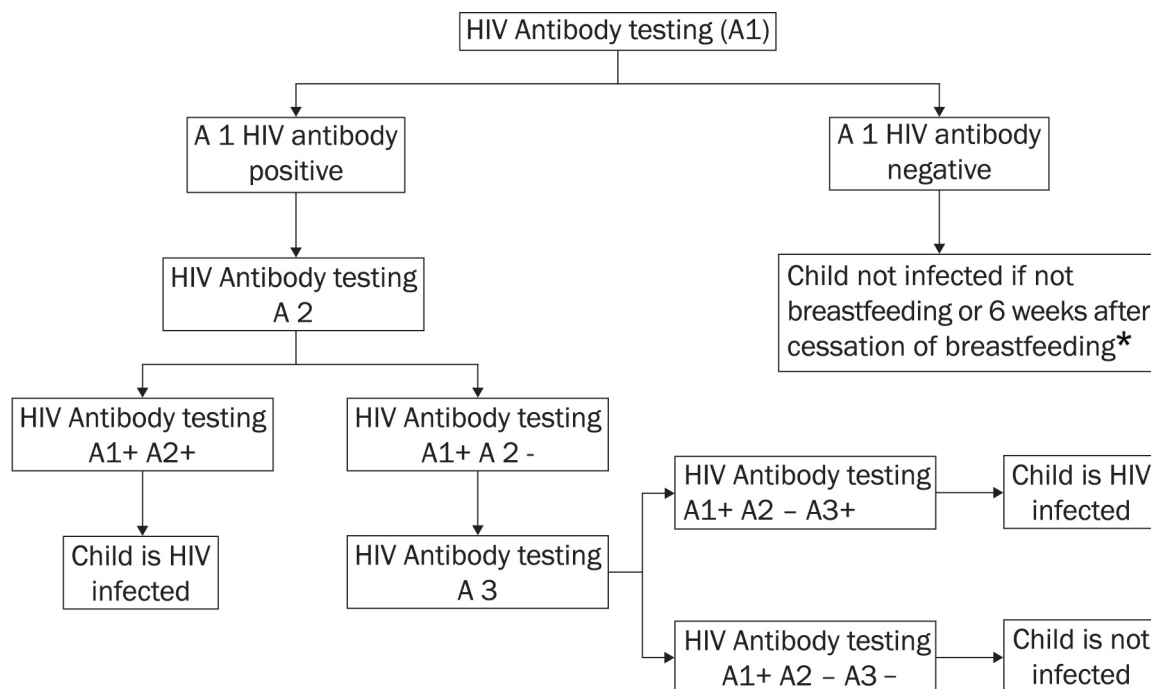 HIV Antibody testing (A1)
A 1 HIV antibody
positive
A 1 HIV antibody
negative
HIV Antibody testing
A 2
Child not infected if not
breastfeeding or 6 weeks after
cessation of breastfeeding*
HIV Antibody testing
A1+ A2+
HIV Antibody testing
A1+ A 2 -
Child is HIV
infected
HIV Antibody testing
A 3
HIV Antibody testing
A1+ A2 – A3+
Child is HIV
infected
HIV Antibody testing
A1+ A2 – A3 –
Child is not
infected